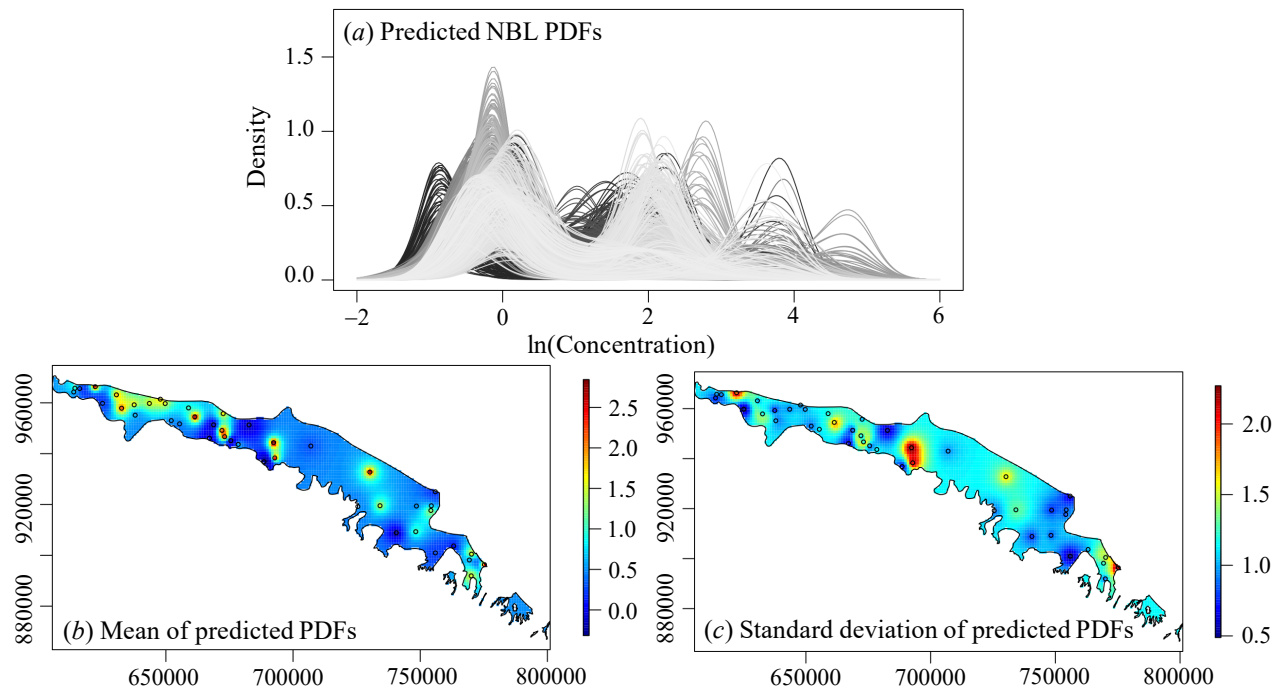 (a) Predicted NBL PDFs
1.5
1.0
0.5
0.0
Density
−2 0 2 4 6
ln(Concentration)
960000
920000
880000
2.5
2.0
1.5
1.0
0.5
0.0
(b) Mean of predicted PDFs
650000 700000 750000 800000
960000
920000
880000
2.0
1.5
1.0
0.5
(c) Standard deviation of predicted PDFs
650000 700000 750000 800000